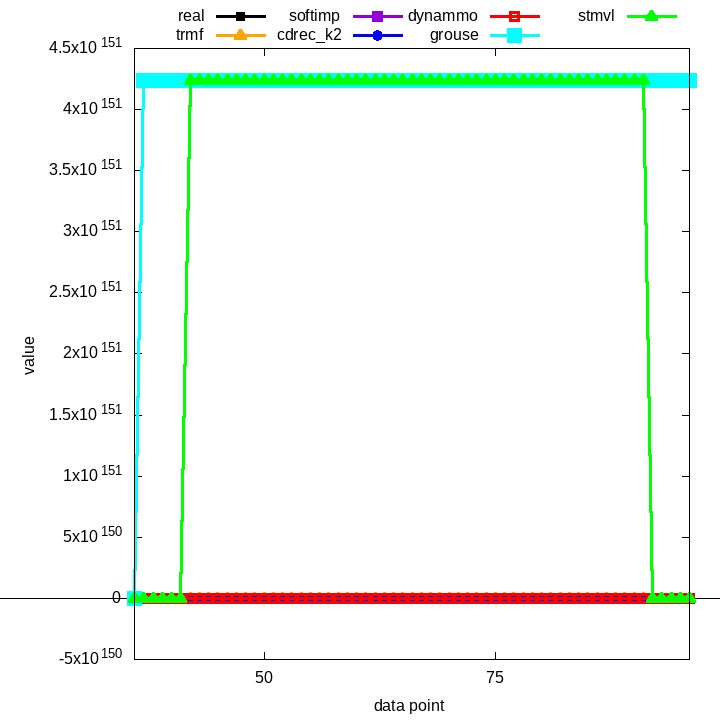 real softimp dynammo stmvl
trmf cdrec_k2 grouse
4.5x10^151
4x10^151
3.5x10^151
3x10^151
2.5x10^151
2x10^151
1.5x10^151
1x10^151
5x10^150
0
-5x10^150
value
50 75
data point